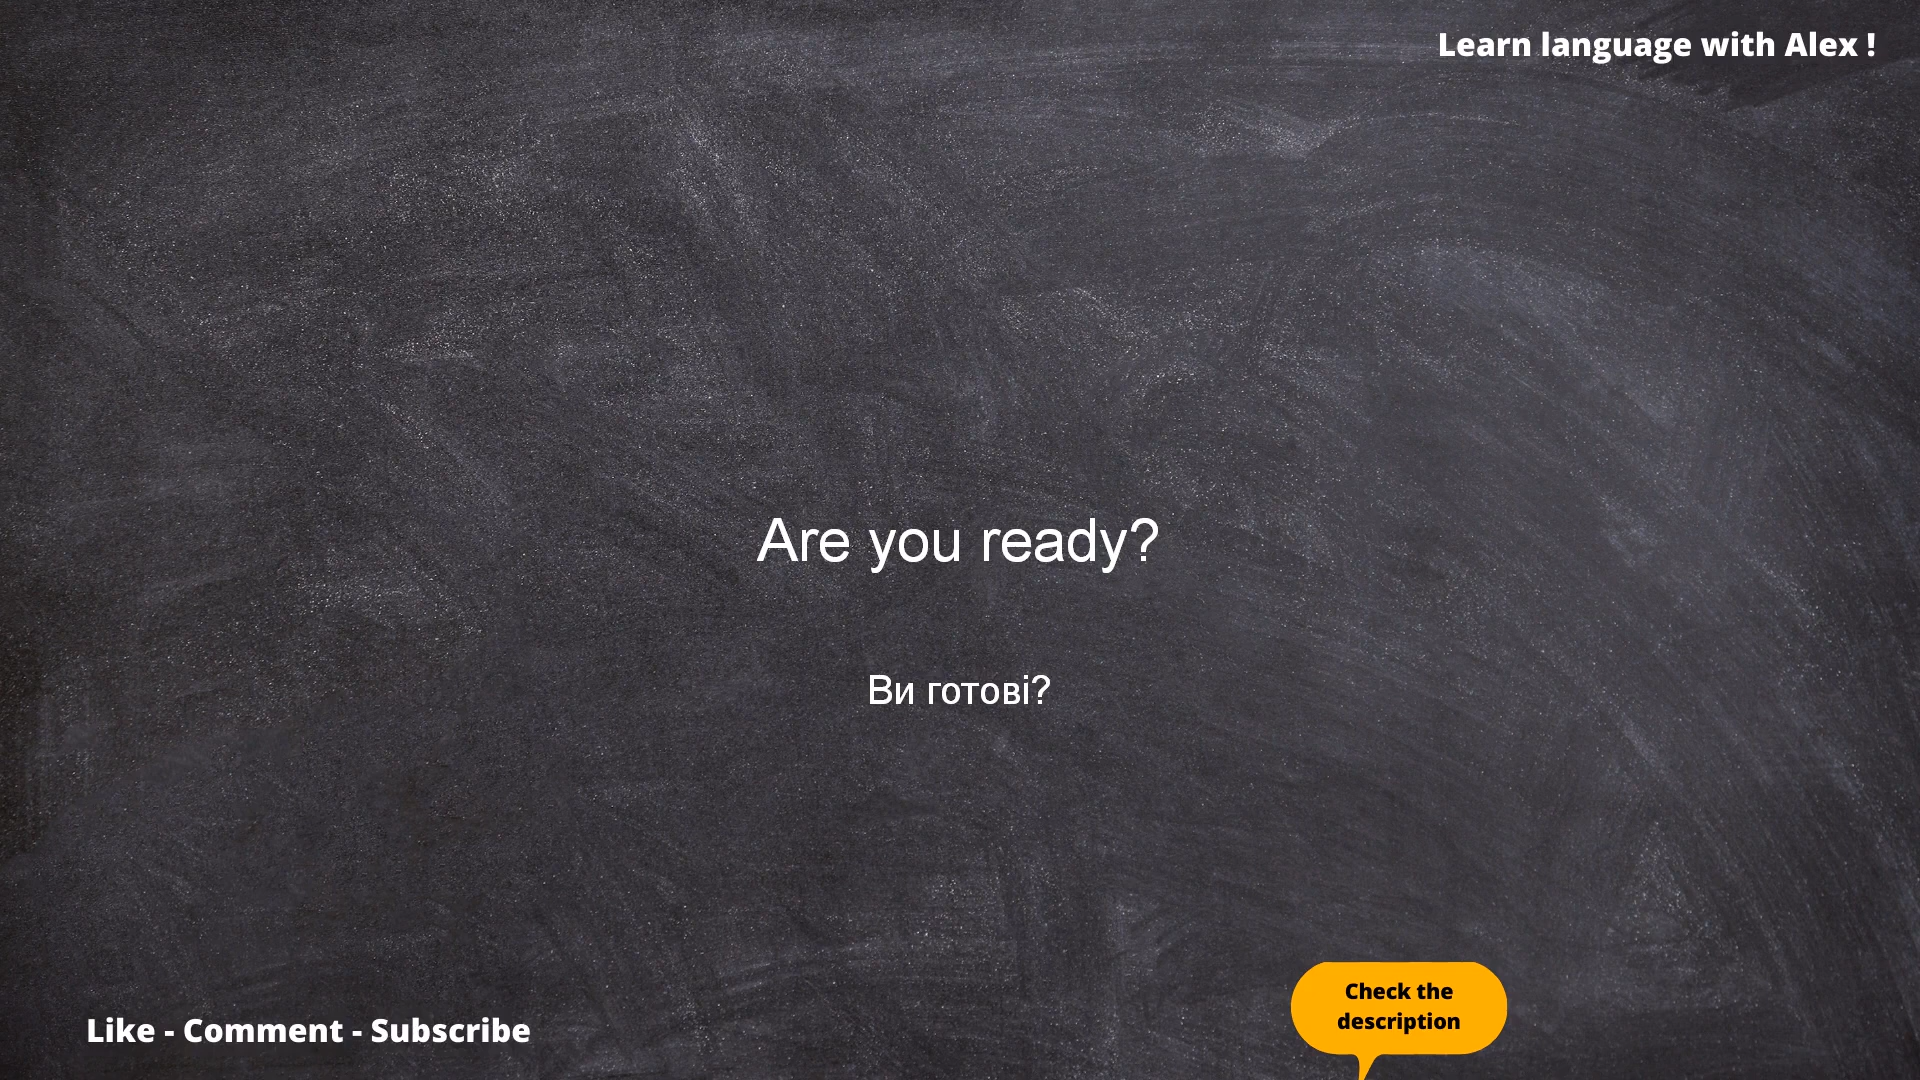 Learn language with Alex !
Are you ready?
Ви готові?
Check the
description
Like - Comment - Subscribe